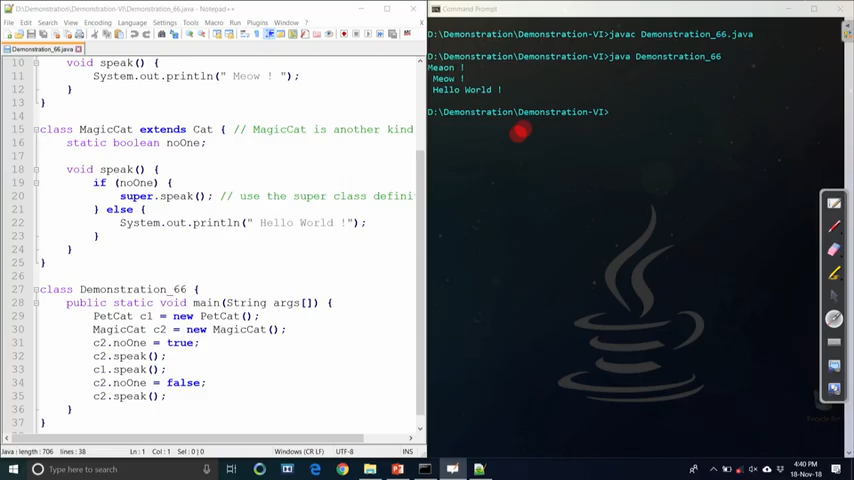 D:\Demonstration\Demonstration-VI\Demonstration_66.java - Notepad++
File Edit Search View Encoding Language Settings Tools Macro Run Plugins Window ?
Demonstration_66.java
10 void speak() {
11 System.out.println(" Meow ! ");
12 }
13 }
14
15 class MagicCat extends Cat { // MagicCat is another kind
16 static boolean noOne;
17
18 void speak() {
19 if (noOne) {
20 super.speak(); // use the super class defini
21 } else {
22 System.out.println(" Hello World !");
23 }
24 }
25 }
26
27 class Demonstration_66 {
28 public static void main(String args[]) {
29 PetCat c1 = new PetCat();
30 MagicCat c2 = new MagicCat();
31 c2.noOne = true;
32 c2.speak();
33 c1.speak();
34 c2.noOne = false;
35 c2.speak();
36 }
37 }
Java length : 706 lines : 38 Ln : 1 Col : 1 Sel : 0 | 0 Windows (CR LF) UTF-8 INS
Command Prompt
D:\Demonstration\Demonstration-VI>javac Demonstration_66.java
D:\Demonstration\Demonstration-VI>java Demonstration_66
Meaon !
Meow !
Hello World !
D:\Demonstration\Demonstration-VI>
Recycle Bin
Type here to search
4:40 PM
18-Nov-18